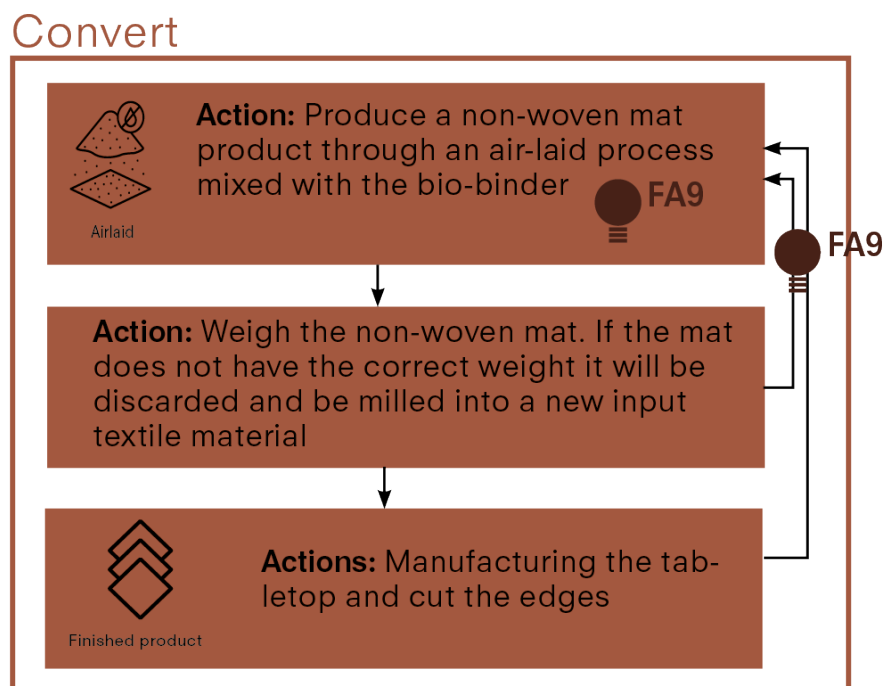 Convert
Action: Produce a non-woven mat
product through an air-laid process
mixed with the bio-binder
FA9
Airlaid
FA9
Action: Weigh the non-woven mat. If the mat
does not have the correct weight it will be
discarded and be milled into a new input
textile material
Actions: Manufacturing the tab-
letop and cut the edges
Finished product